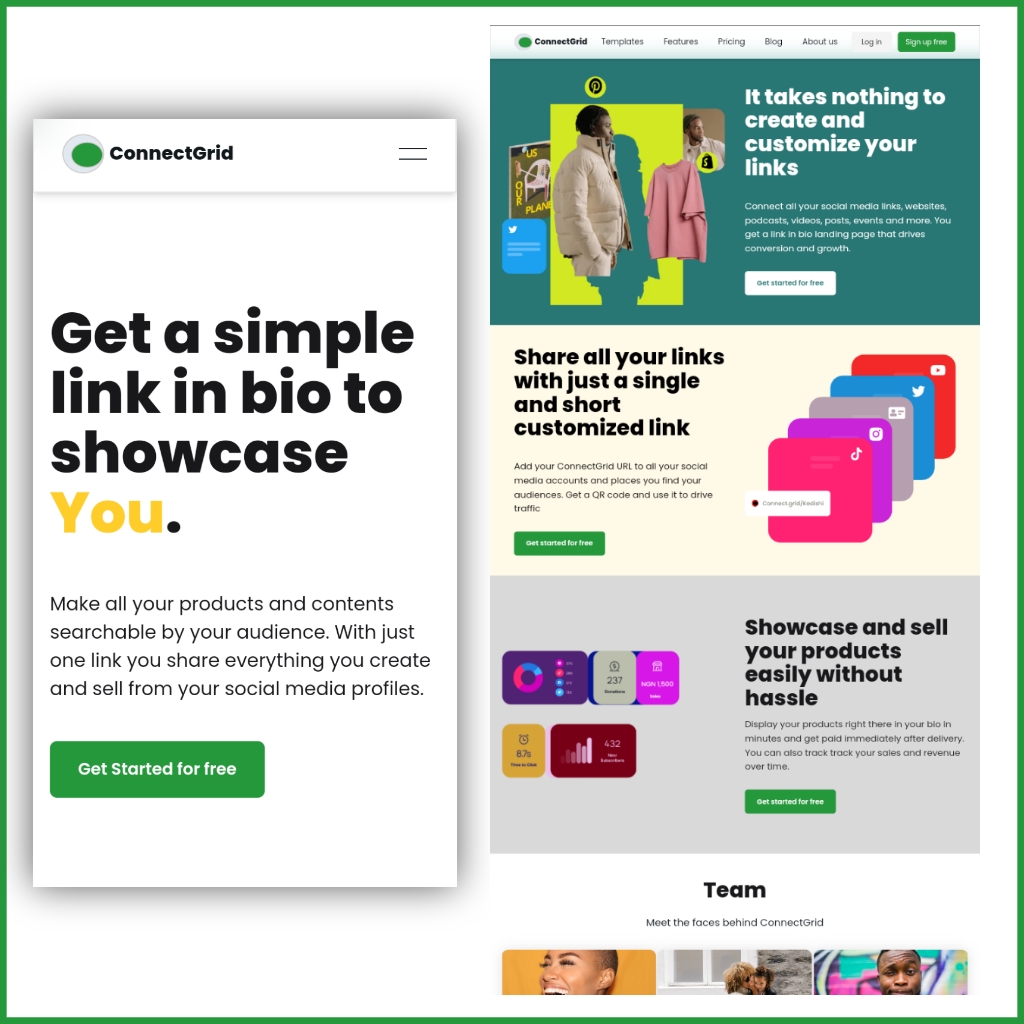 ConnectGrid
Get a simple
link in bio to
showcase
You.
Make all your products and contents
searchable by your audience. With just
one link you share everything you create
and sell from your social media profiles.
Get Started for free
ConnectGrid Templates Features Pricing Blog About us Log in Sign up free
US
OUR
PLANE
It takes nothing to
create and
customize your
links
Connect all your social media links, websites,
podcasts, videos, posts, events and more. You
get a link in bio landing page that drives
conversion and growth.
Get started for free
Share all your links
with just a single
and short
customized link
Add your ConnectGrid URL to all your social
media accounts and places you find your
audiences. Get a QR code and use it to drive
traffic
Get started for free
Connect.grid/Kedshi
Showcase and sell
your products
easily without
hassle
Display your products right there in your bio in
minutes and get paid immediately after delivery.
You can also track track your sales and revenue
over time.
Get started for free
237
Donations
NGN 1,500
Sales
8.7s
Time to Click
432
New
Subscribers
Team
Meet the faces behind ConnectGrid